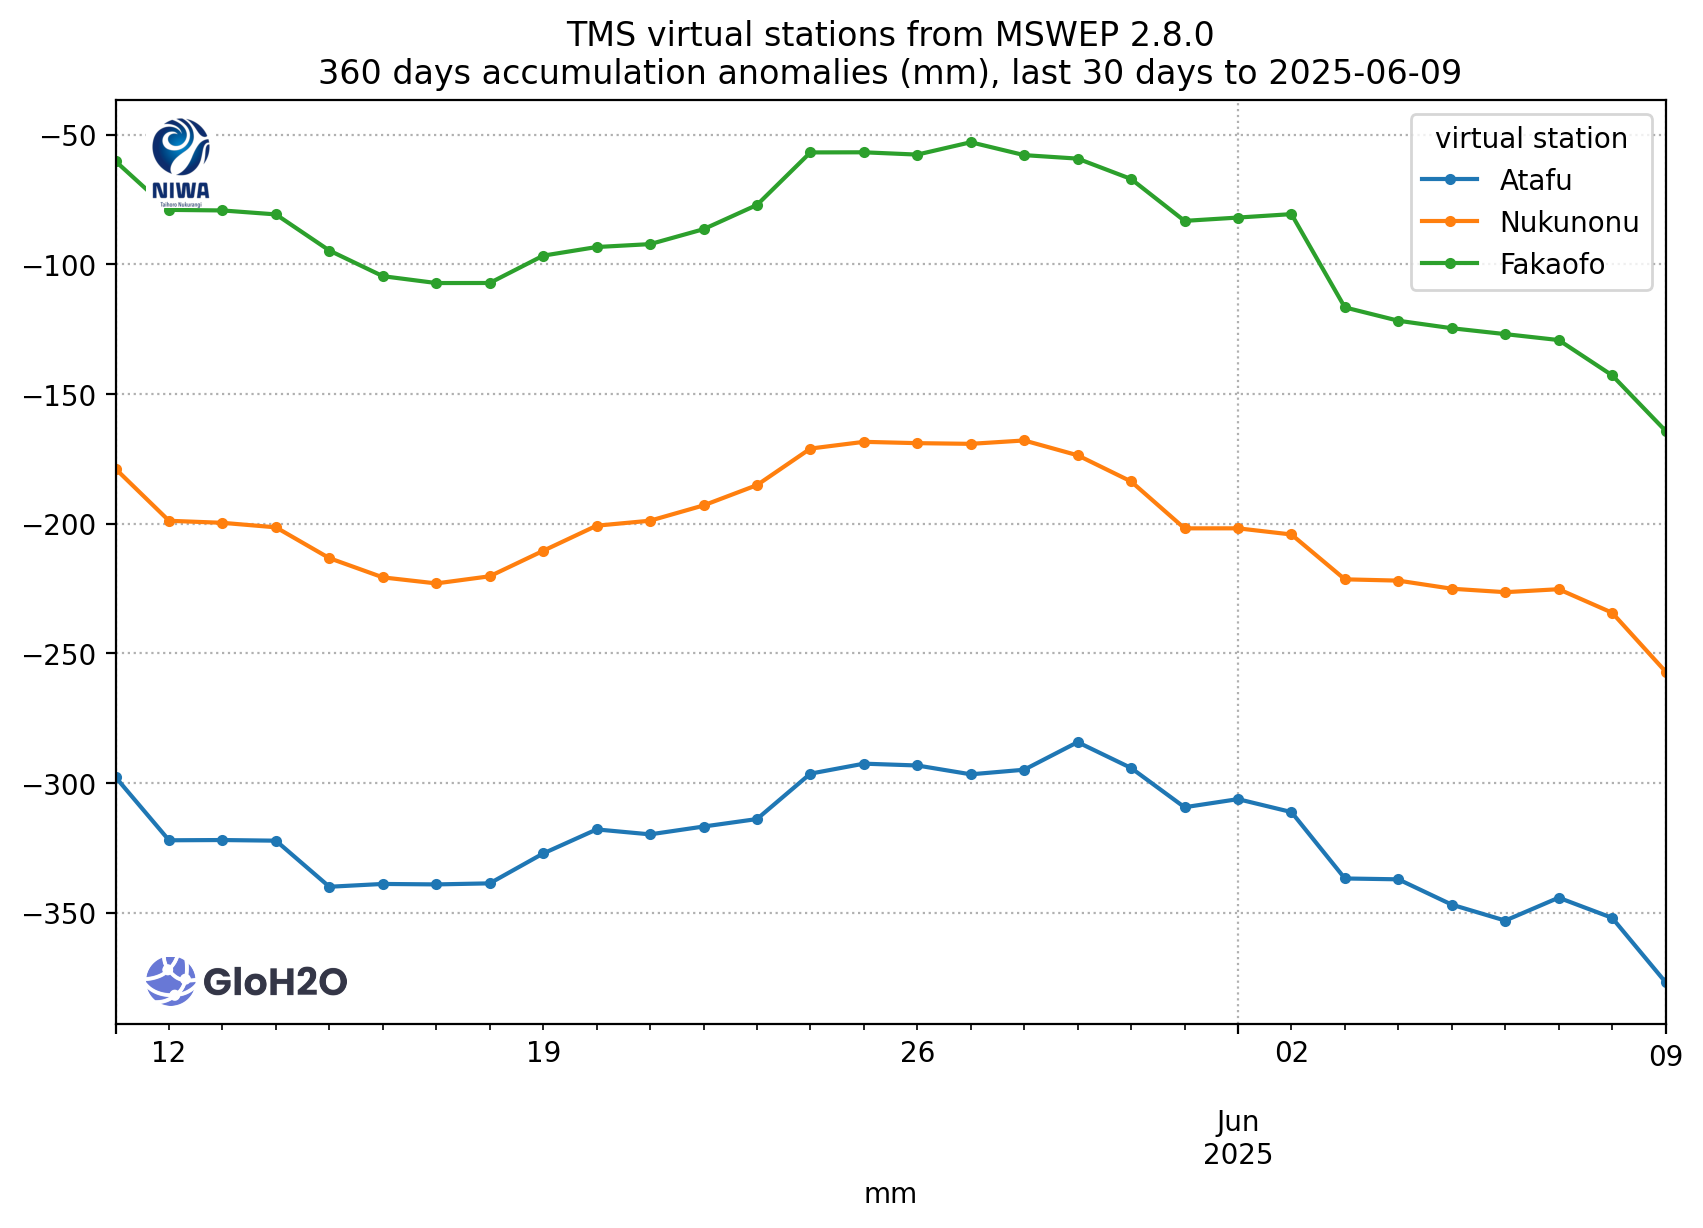 TMS virtual stations from MSWEP 2.8.0
360 days accumulation anomalies (mm), last 30 days to 2025-06-09
NIWA
Taihoro Nukurangi
virtual station
Atafu
Nukunonu
Fakaofo
−50
−100
−150
−200
−250
−300
−350
GloH2O
12
19
26
02
09
Jun
2025
mm